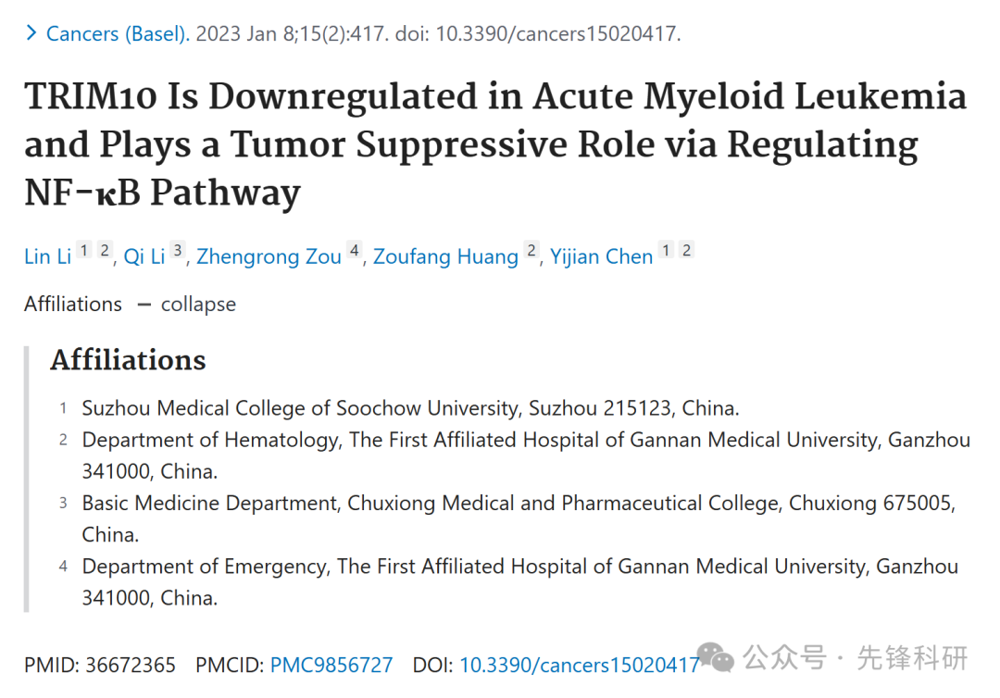 > Cancers (Basel). 2023 Jan 8;15(2):417. doi: 10.3390/cancers15020417.
TRIM10 Is Downregulated in Acute Myeloid Leukemia
and Plays a Tumor Suppressive Role via Regulating
NF-κB Pathway
Lin Li 1 2, Qi Li 3, Zhengrong Zou 4, Zoufang Huang 2, Yijian Chen 1 2
Affiliations — collapse
Affiliations
1 Suzhou Medical College of Soochow University, Suzhou 215123, China.
2 Department of Hematology, The First Affiliated Hospital of Gannan Medical University, Ganzhou
341000, China.
3 Basic Medicine Department, Chuxiong Medical and Pharmaceutical College, Chuxiong 675005,
China.
4 Department of Emergency, The First Affiliated Hospital of Gannan Medical University, Ganzhou
341000, China.
PMID: 36672365 PMCID: PMC9856727 DOI: 10.3390/cancers15020417
公众号 · 先锋科研